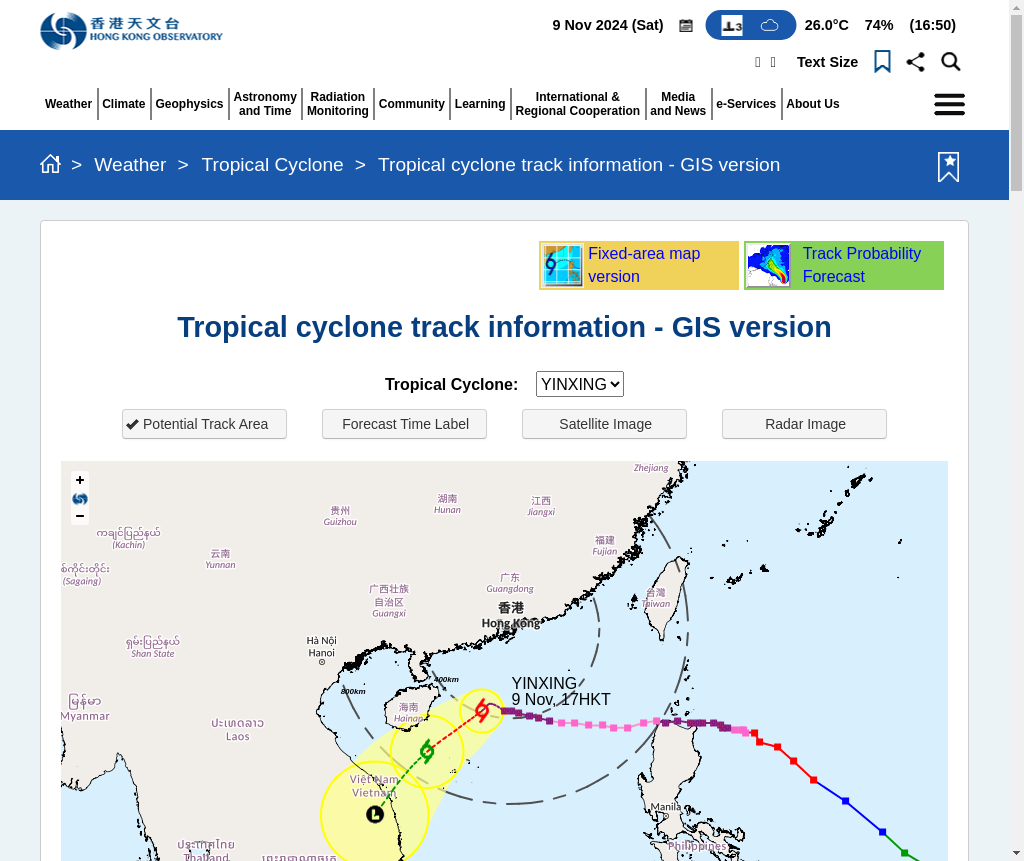 香港天文台
HONG KONG OBSERVATORY
9 Nov 2024 (Sat)
3
26.0°C
74%
(16:50)
Text Size
Weather
Climate
Geophysics
Astronomy
and Time
Radiation
Monitoring
Community
Learning
International &
Regional Cooperation
Media
and News
e-Services
About Us
> Weather > Tropical Cyclone > Tropical cyclone track information - GIS version
Fixed-area map
version
Track Probability
Forecast
Tropical cyclone track information - GIS version
Tropical Cyclone: YINXING
Potential Track Area
Forecast Time Label
Satellite Image
Radar Image
+
−
Zhejiang
湖南
Hunan
江西
Jiangxi
贵州
Guizhou
ကချင်ပြည်နယ်
(Kachin)
云南
Yunnan
福建
Fujian
စစ်ကိုင်းတိုင်း
(Sagaing)
广西壮族
自治区
Guangxi
广东
Guangdong
台灣
Taiwan
香港
Hong Kong
Hà Nội
Hanoi
ရှမ်းပြည်နယ်
Shan State
400km
800km
YINXING
9 Nov, 17HKT
မြန်မာ
Myanmar
海南
Hainan
ປະເທດລາວ
Laos
Việt Nam
Vietnam
L
Manila
Philippines
ประเทศไทย
Thailand